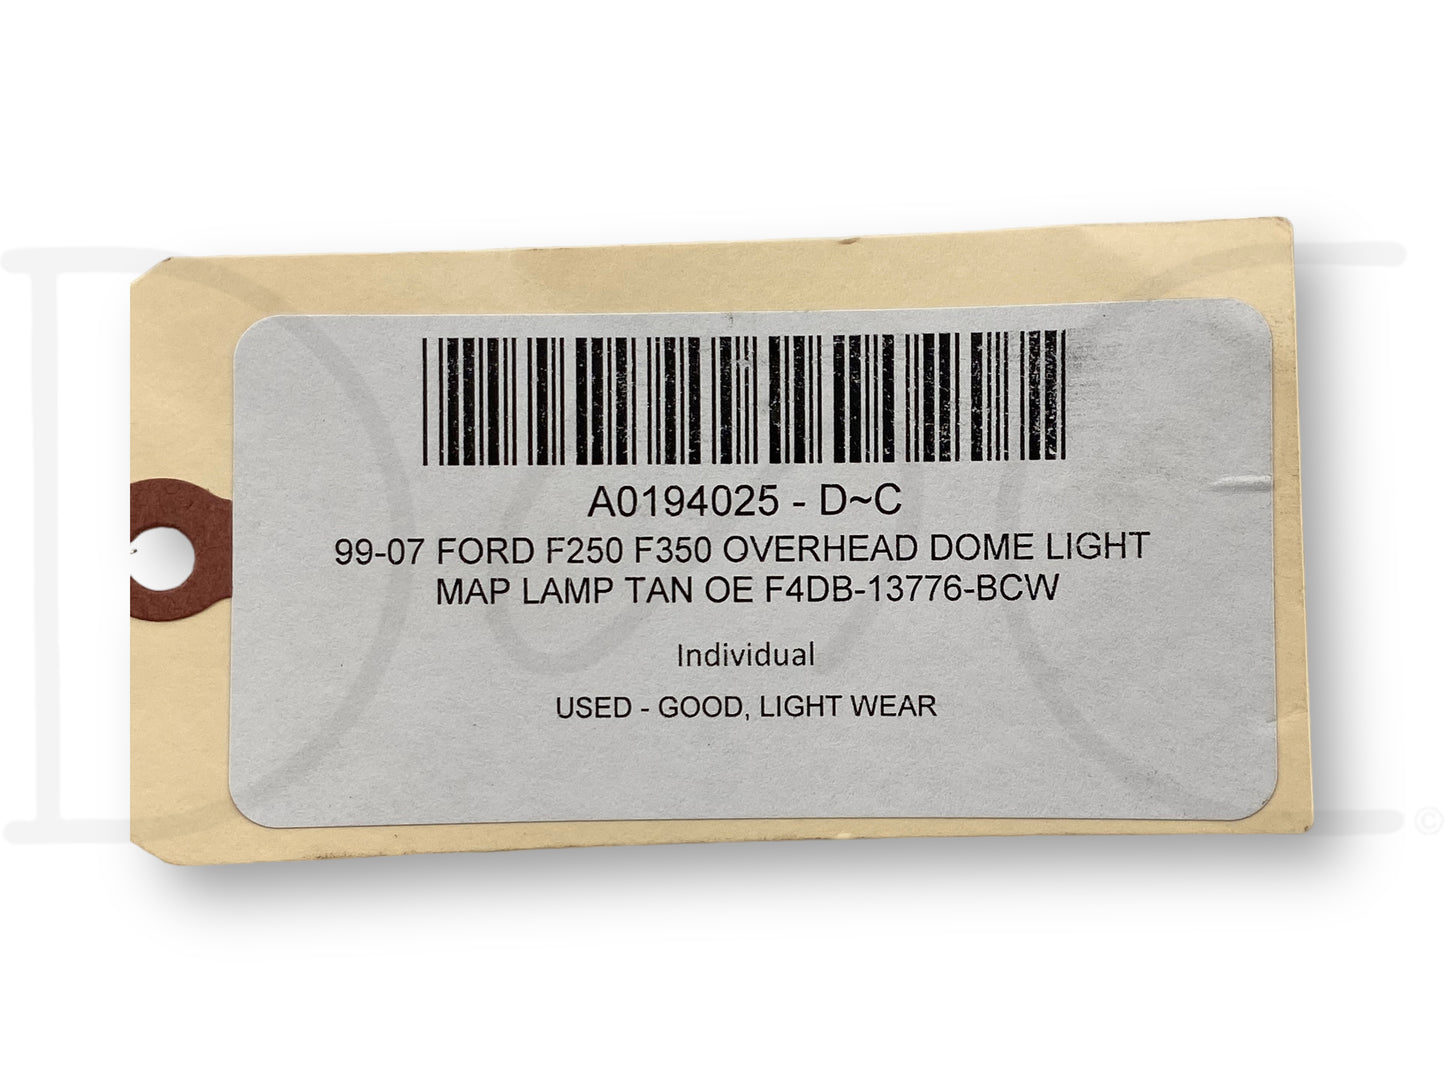 A0194025 - D~C
99-07 FORD F250 F350 OVERHEAD DOME LIGHT
MAP LAMP TAN OE F4DB-13776-BCW
Individual
USED - GOOD, LIGHT WEAR
©